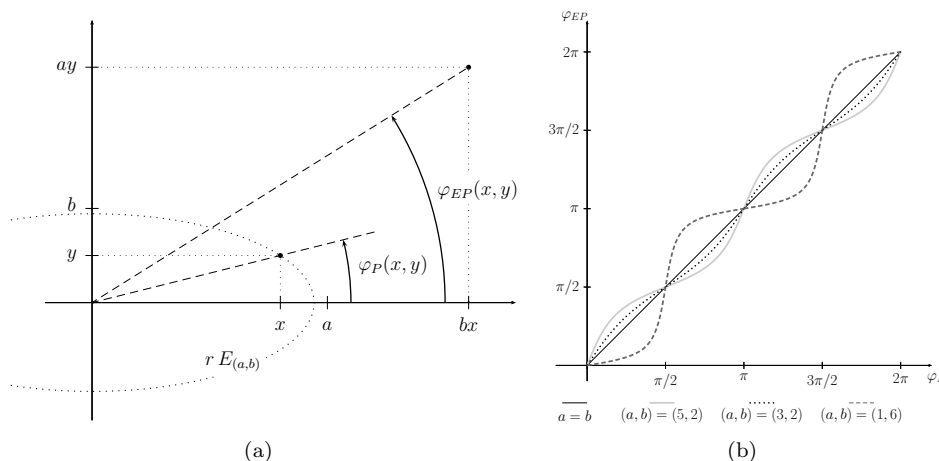 ay
b
y
φ_EP(x, y)
φ_P(x, y)
x
a
bx
r E_(a,b)
(a)
φ_EP
2π
3π/2
π
π/2
π/2
π
3π/2
2π
a = b
(a, b) = (5, 2)
(a, b) = (3, 2)
(a, b) = (1, 6)
(b)